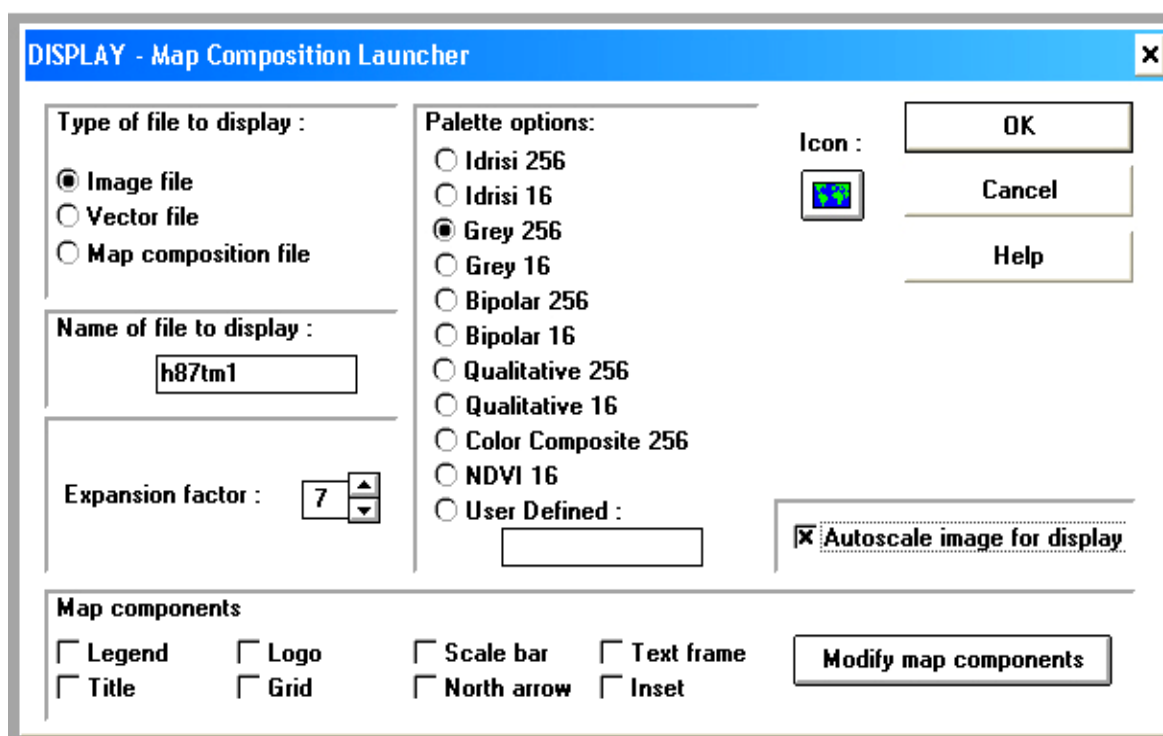 DISPLAY - Map Composition Launcher
Type of file to display :
Image file
Vector file
Map composition file
Name of file to display :
h87tm1
Expansion factor :
7
Palette options:
Idrisi 256
Idrisi 16
Grey 256
Grey 16
Bipolar 256
Bipolar 16
Qualitative 256
Qualitative 16
Color Composite 256
NDVI 16
User Defined :
Icon :
OK
Cancel
Help
Autoscale image for display
Map components
Legend Logo Scale bar Text frame
Title Grid North arrow Inset
Modify map components